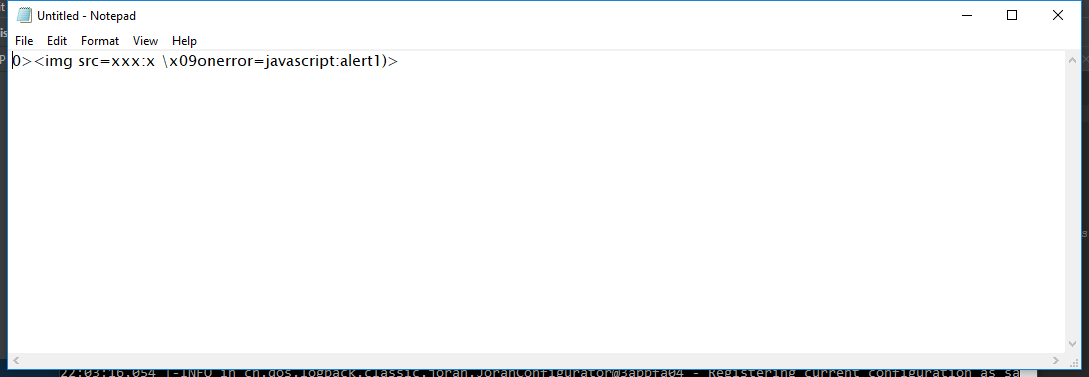 Untitled - Notepad
File Edit Format View Help
0><img src=xxx:x \x09onerror=javascript:alert1)>
22:03:16.054 |-INFO in ch.qos.logback.classic.joran.JoranConfigurator@3abbfa04 - Registering current configuration as sa